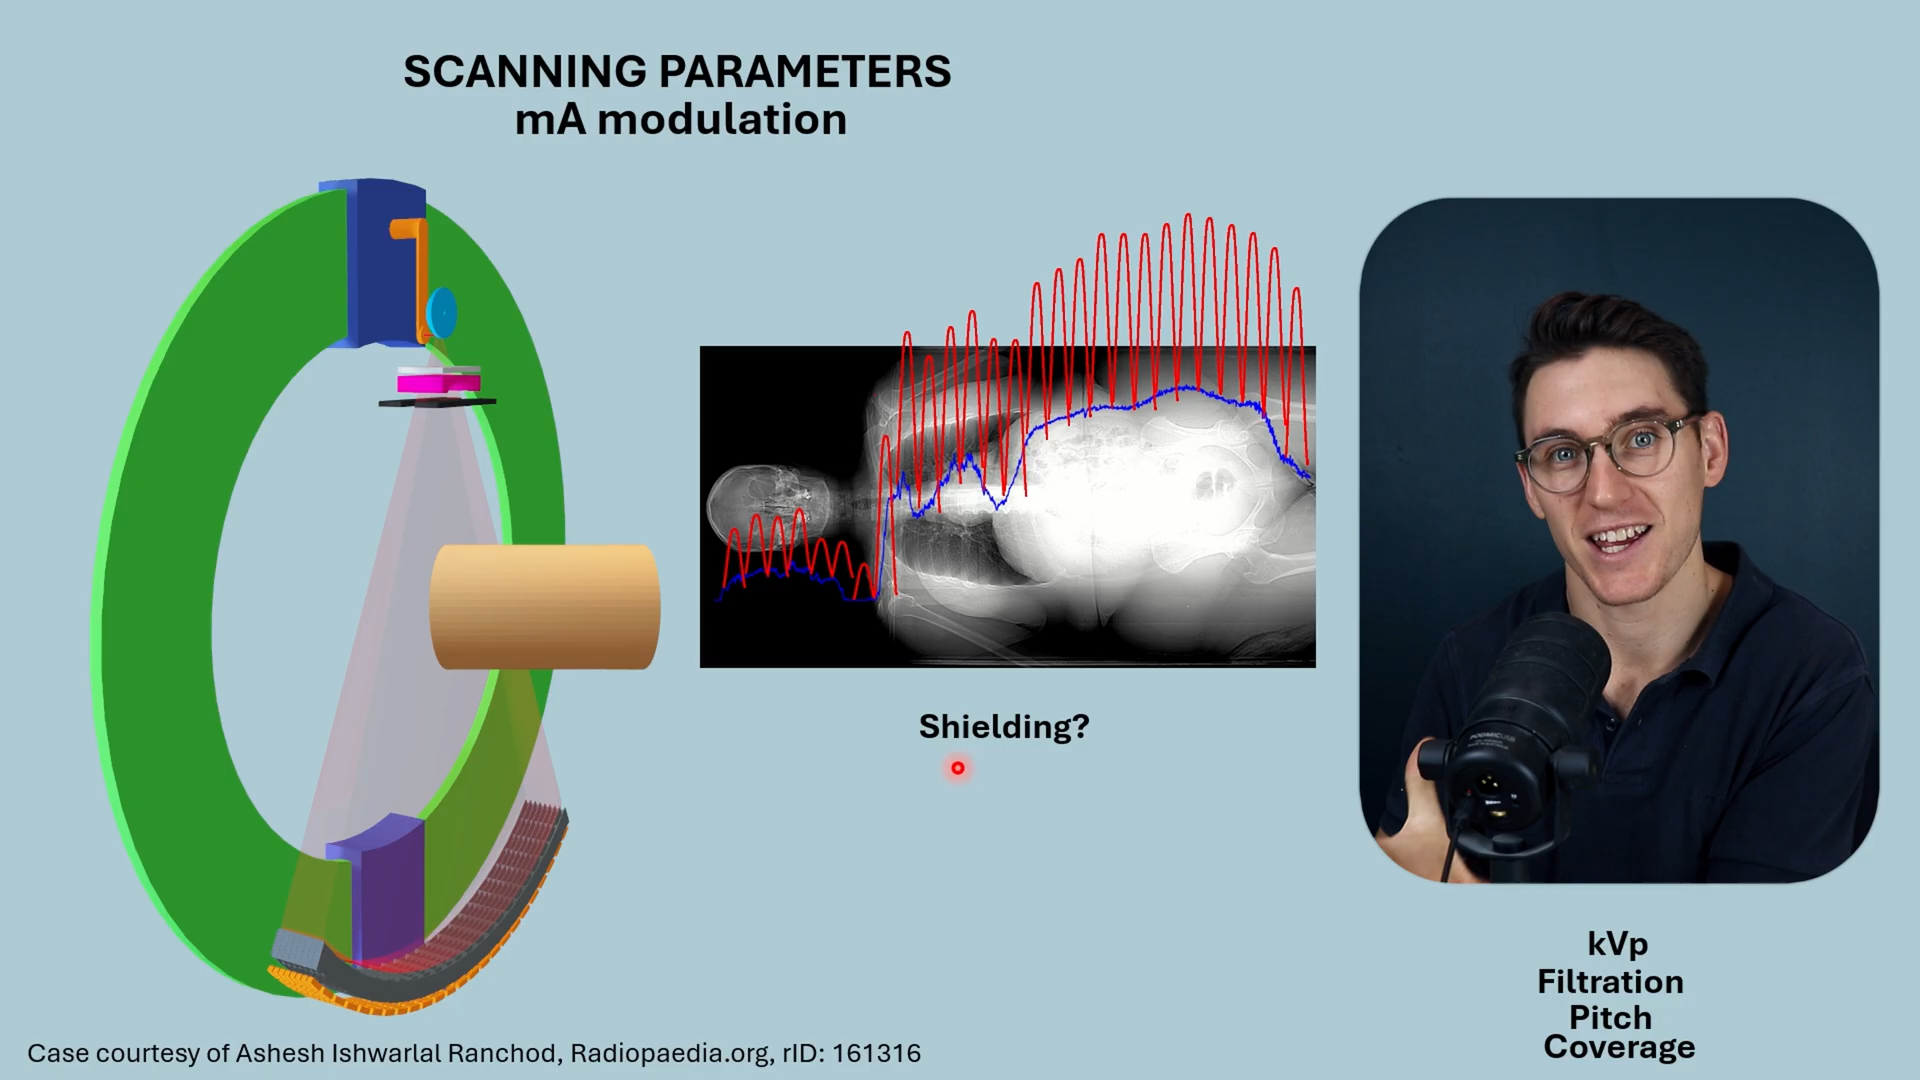 SCANNING PARAMETERS
mA modulation
Shielding?
kVp
Filtration
Pitch
Coverage
Case courtesy of Ashesh Ishwarlal Ranchod, Radiopaedia.org, rID: 161316